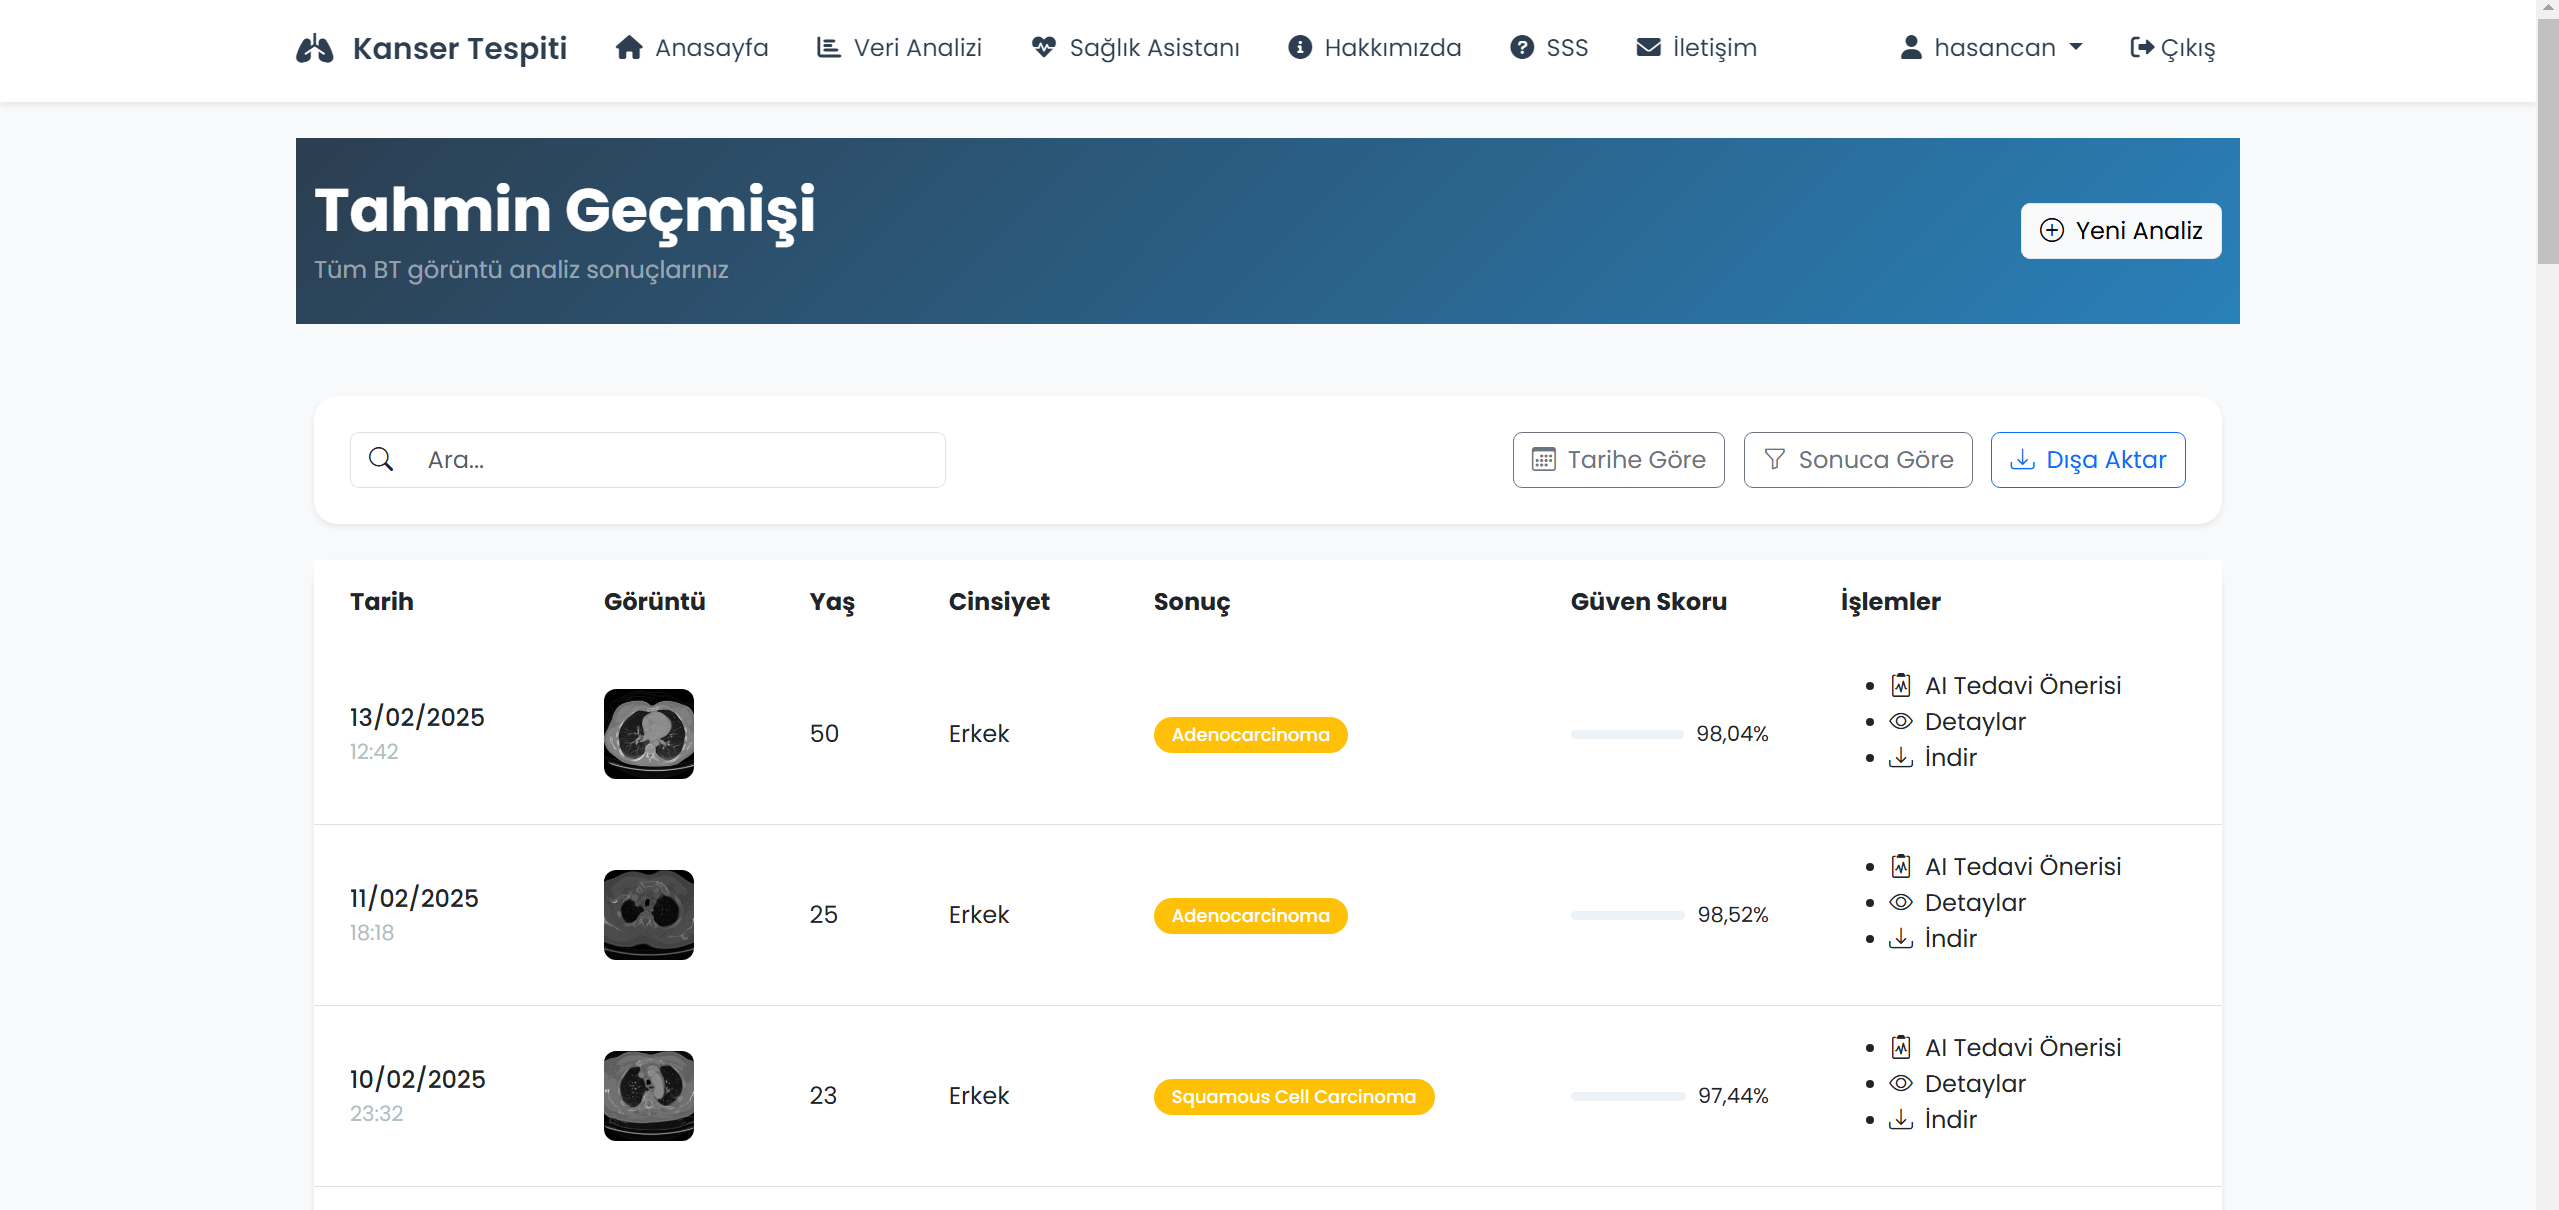 Kanser Tespiti Anasayfa Veri Analizi Sağlık Asistanı Hakkımızda SSS İletişim hasancan Çıkış
Tahmin Geçmişi
Tüm BT görüntü analiz sonuçlarınız
Yeni Analiz
Ara...
Tarihe Göre Sonuca Göre Dışa Aktar
Tarih Görüntü Yaş Cinsiyet Sonuç Güven Skoru İşlemler
13/02/2025
12:42
50 Erkek Adenocarcinoma 98,04%
AI Tedavi Önerisi
Detaylar
İndir
11/02/2025
18:18
25 Erkek Adenocarcinoma 98,52%
AI Tedavi Önerisi
Detaylar
İndir
10/02/2025
23:32
23 Erkek Squamous Cell Carcinoma 97,44%
AI Tedavi Önerisi
Detaylar
İndir